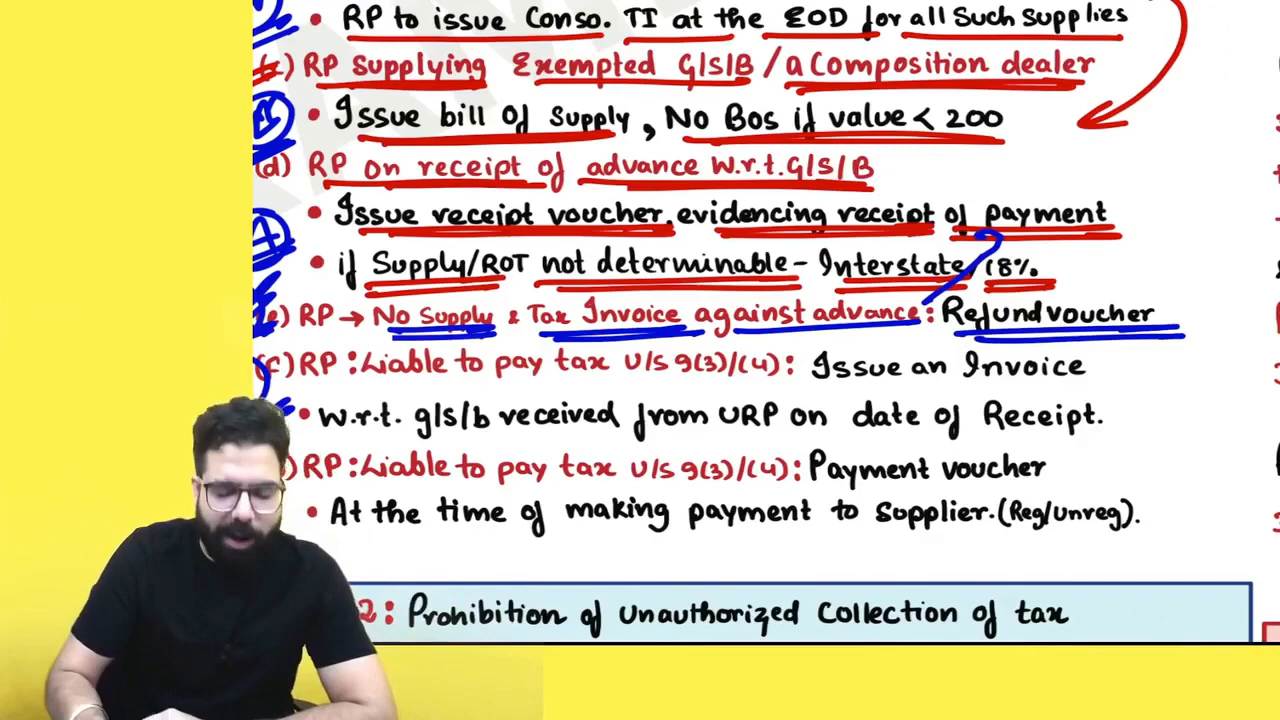 • RP to issue Conso. TI at the EOD for all Such Supplies
(c) RP Supplying Exempted G/S/B / a Composition dealer
• Issue bill Of Supply, No Bos if value < 200
(d) RP on receipt of advance W.r.t. G/S/B
• Issue receipt voucher evidencing receipt of payment
• if Supply/ROT not determinable - Interstate / 18%.
(e) RP → No Supply & Tax Invoice against advance: Refund voucher
(f) RP: Liable to pay tax U/s 9(3)/(4): Issue an Invoice
• W.r.t. g/s/b received from URP on date of Receipt.
) RP: Liable to pay tax U/s 9(3)/(4): Payment voucher
• At the time of making payment to Supplier. (Reg/Unreg).
2: Prohibition of Unauthorized Collection of tax